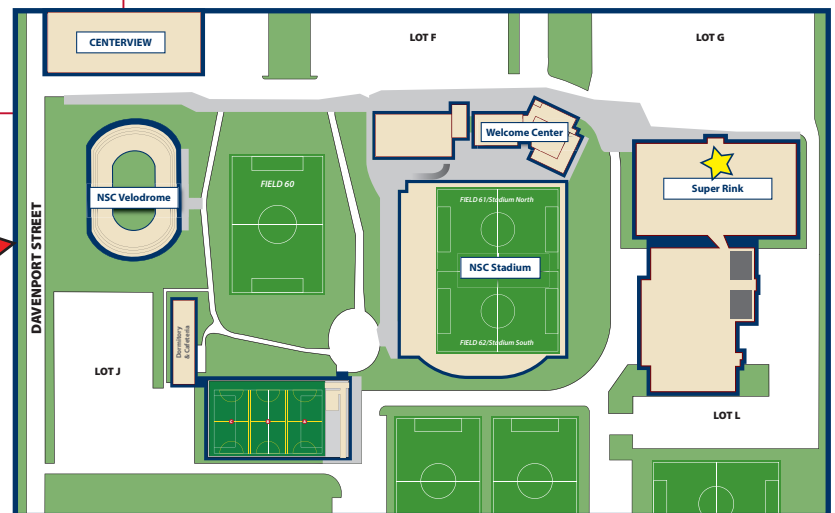 CENTERVIEW
LOT F
LOT G
Welcome Center
NSC Velodrome
FIELD 60
FIELD 61/Stadium North
Super Rink
NSC Stadium
DAVENPORT STREET
Dormitory
& Cafeteria
FIELD 62/Stadium South
LOT J
LOT L